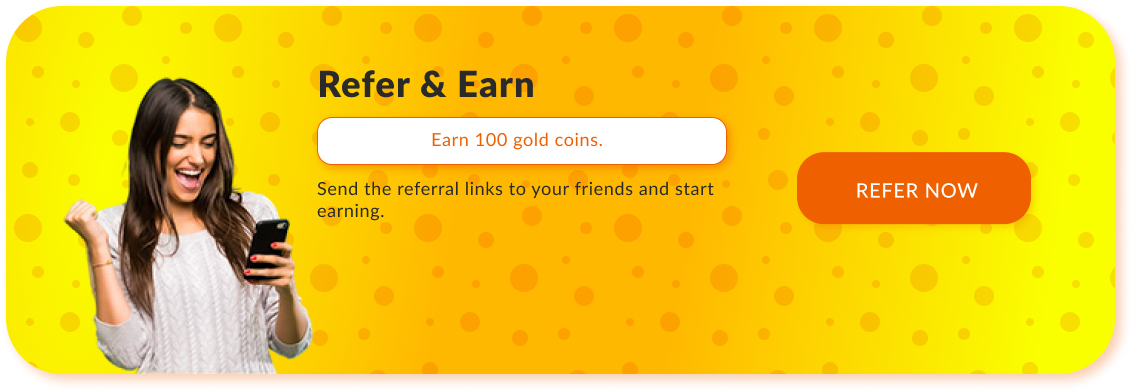 Refer & Earn
Earn 100 gold coins.
Send the referral links to your friends and start
earning.
REFER NOW